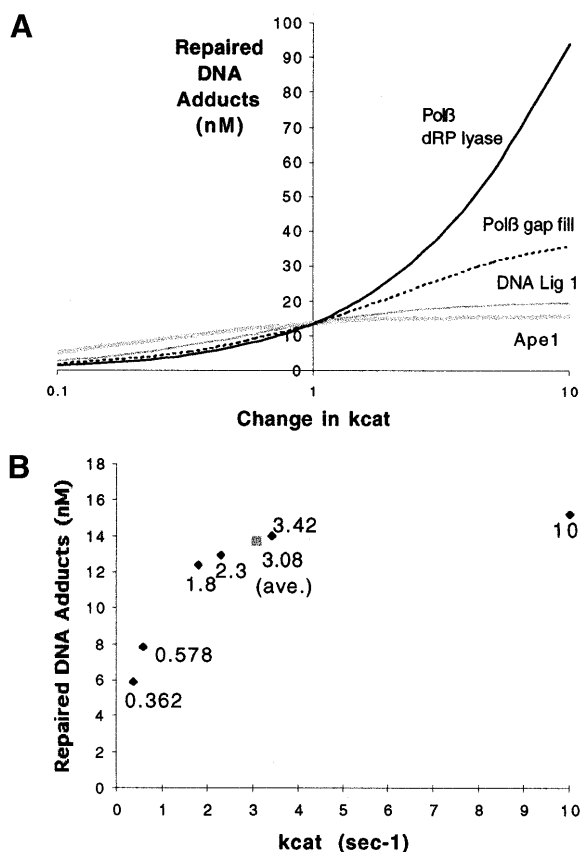 A
Repaired
DNA
Adducts
(nM)
100
90
80
70
60
50
40
30
20
10
0
Polß
dRP lyase
Polß gap fill
DNA Lig 1
Ape1
0.1
1
10
Change in kcat
B
Repaired DNA Adducts (nM)
18
16
14
12
10
8
6
4
2
0
3.42
3.08
(ave.)
2.3
1.8
10
0.578
0.362
0 1 2 3 4 5 6 7 8 9 10
kcat (sec-1)